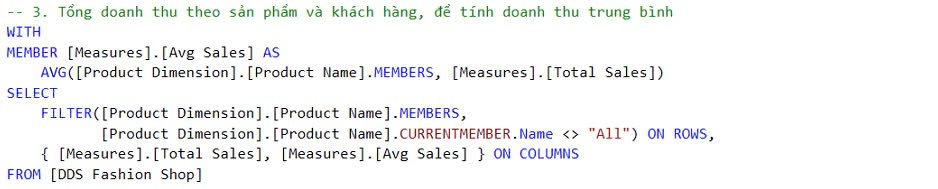 -- 3. Tổng doanh thu theo sản phẩm và khách hàng, để tính doanh thu trung bình
WITH
MEMBER [Measures].[Avg Sales] AS
    AVG([Product Dimension].[Product Name].MEMBERS, [Measures].[Total Sales])
SELECT
    FILTER([Product Dimension].[Product Name].MEMBERS,
            [Product Dimension].[Product Name].CURRENTMEMBER.Name <> "All") ON ROWS,
    { [Measures].[Total Sales], [Measures].[Avg Sales] } ON COLUMNS
FROM [DDS Fashion Shop]